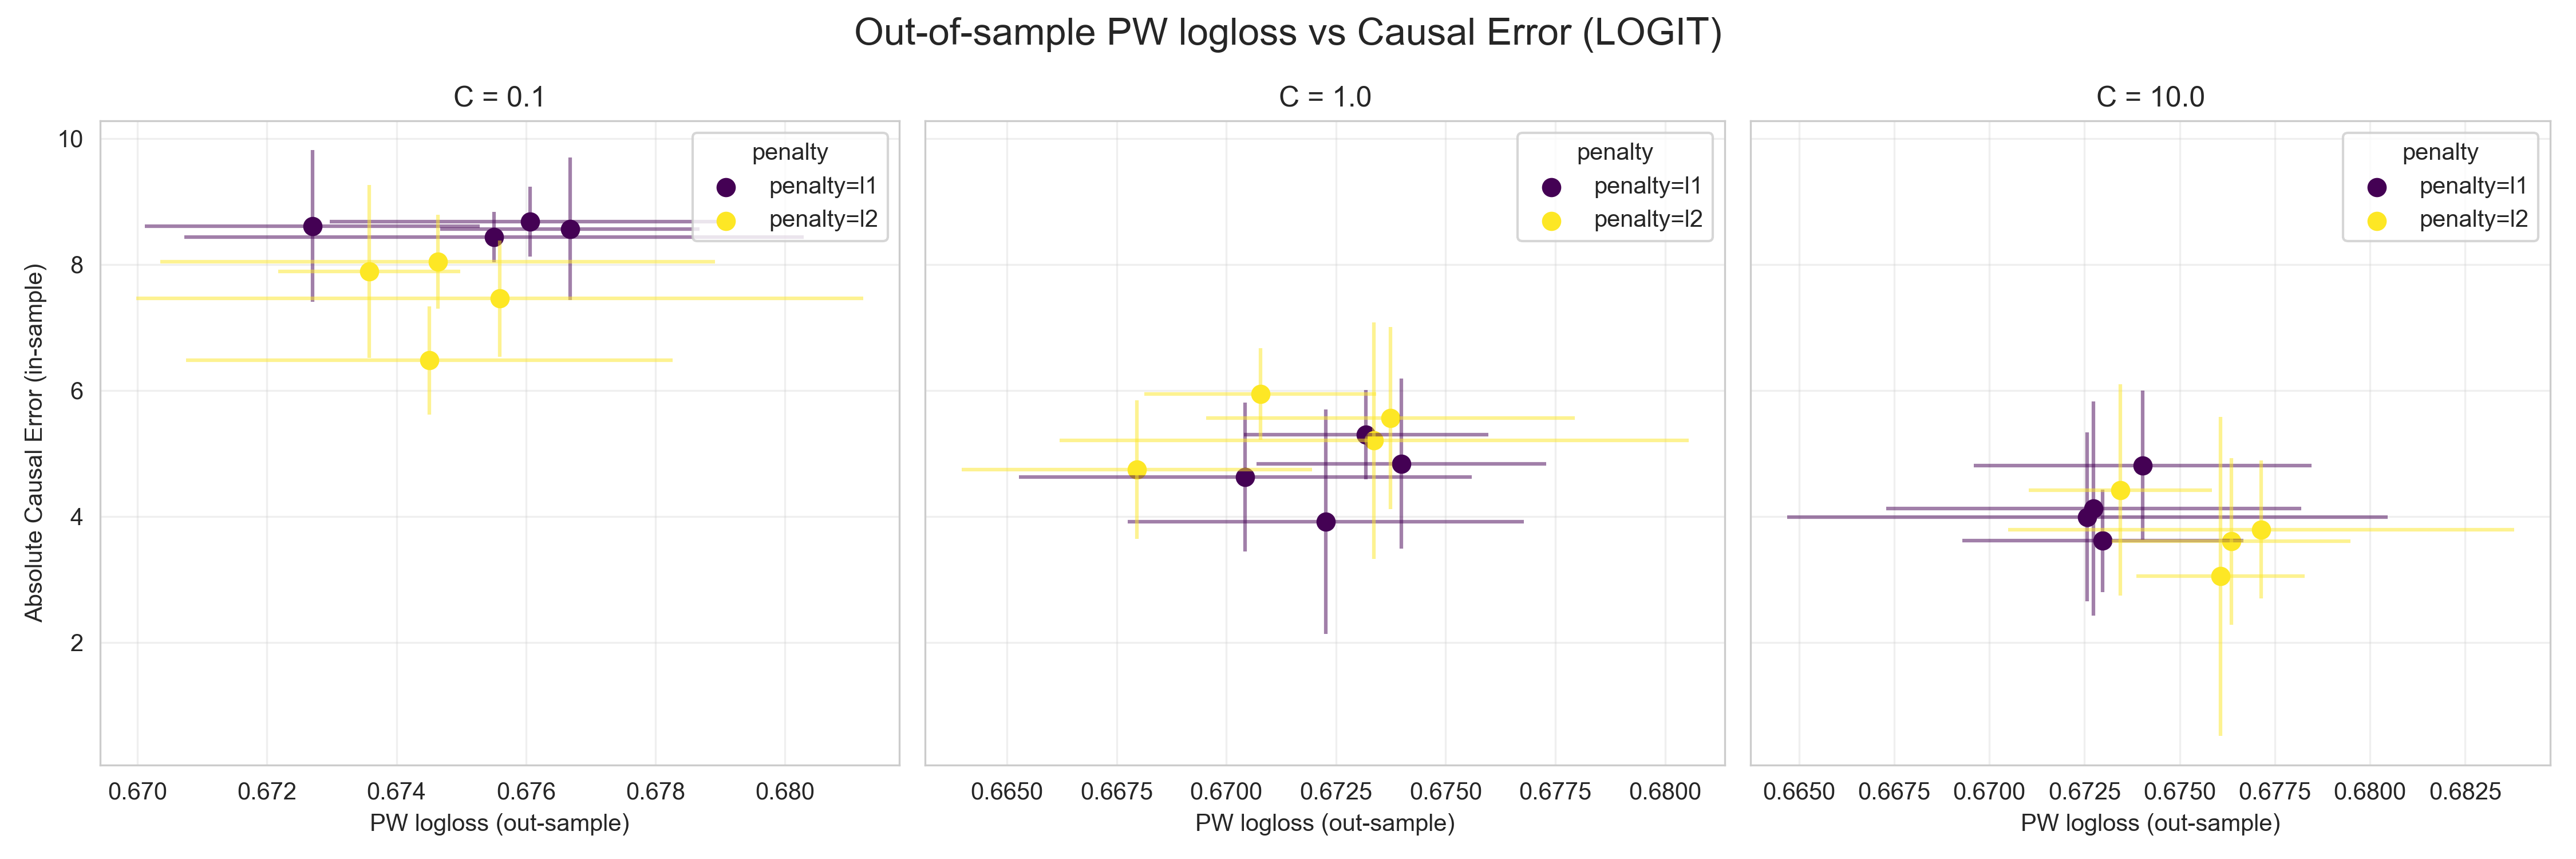 Out-of-sample PW logloss vs Causal Error (LOGIT)
C = 0.1
C = 1.0
C = 10.0
Absolute Causal Error (in-sample)
10
8
6
4
2
penalty
penalty=l1
penalty=l2
penalty
penalty=l1
penalty=l2
penalty
penalty=l1
penalty=l2
0.670 0.672 0.674 0.676 0.678 0.680
0.6650 0.6675 0.6700 0.6725 0.6750 0.6775 0.6800
0.6650 0.6675 0.6700 0.6725 0.6750 0.6775 0.6800 0.6825
PW logloss (out-sample)
PW logloss (out-sample)
PW logloss (out-sample)